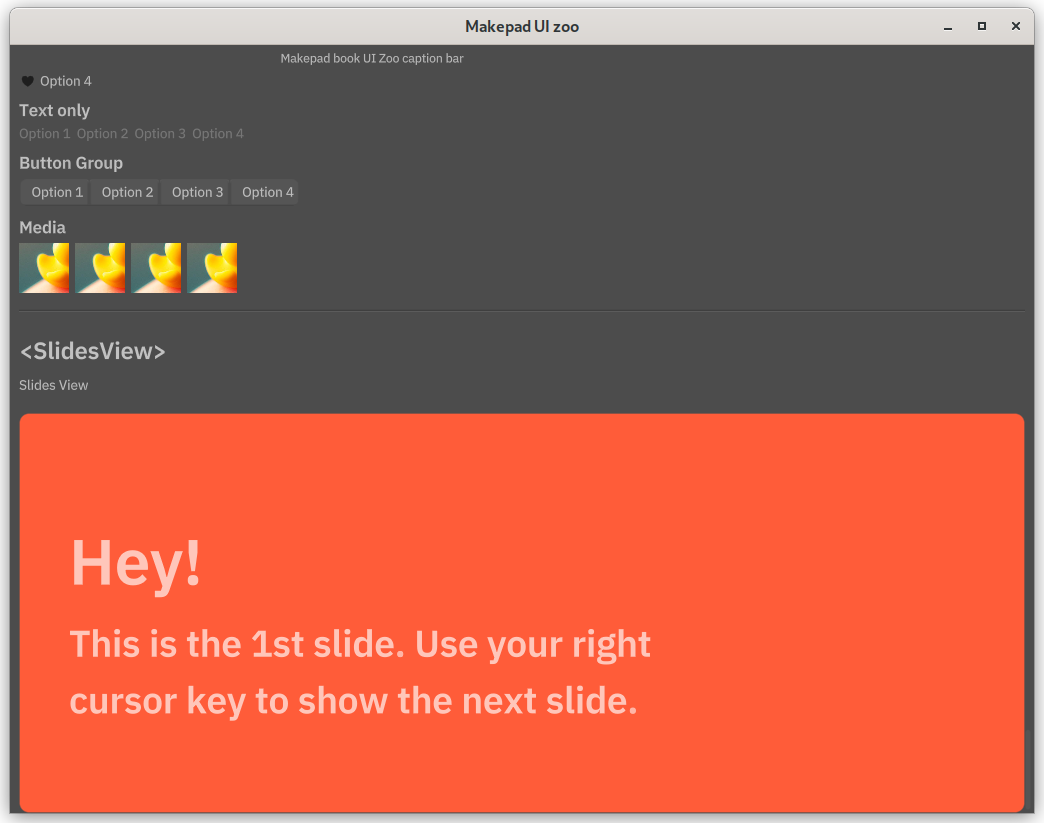 Makepad UI zoo
Makepad book UI Zoo caption bar
Option 4
Text only
Option 1 Option 2 Option 3 Option 4
Button Group
Option 1 Option 2 Option 3 Option 4
Media
<SlidesView>
Slides View
Hey!
This is the 1st slide. Use your right
cursor key to show the next slide.